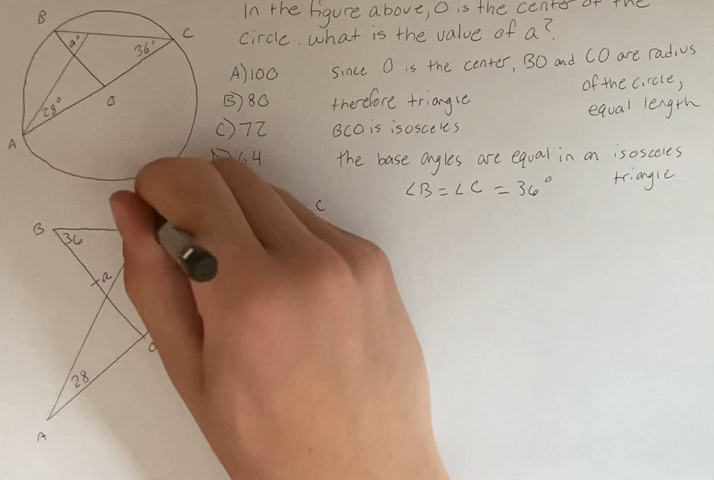 In the figure above, O is the center of the
circle. what is the value of a?
B
C
a°
36°
28°
O
A
A) 100
B) 80
C) 72
64
Since O is the center, BO and CO are radius
of the circle,
therefore triangle
equal length
BCO is isosceles
the base angles are equal in an isosceles
triangle
∠B = ∠C = 36°
C
B
36
a
28
A